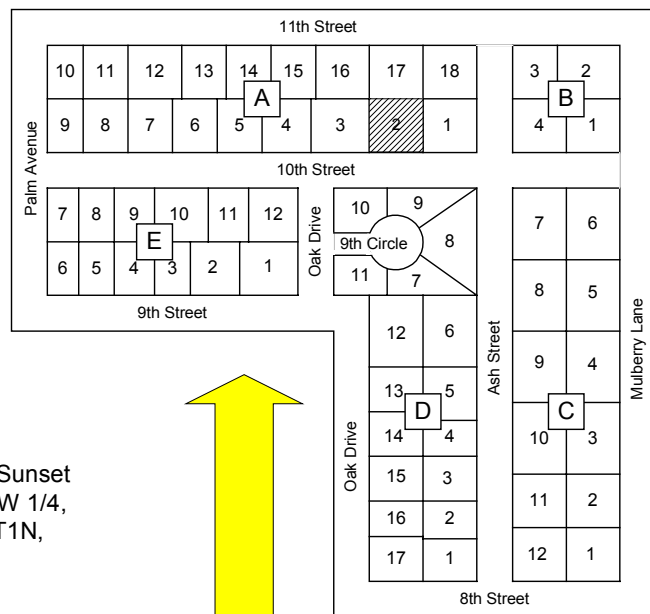 11th Street
10 11 12 13 14 15 16 17 18
3 2
A
B
9 8 7 6 5 4 3 2 1
4 1
Palm Avenue
10th Street
7 8 9 10 11 12
10 9
7 6
E
Oak Drive
9th Circle
8
6 5 4 3 2 1
11 7
9th Street
8 5
12 6
Ash Street
Mulberry Lane
9 4
13 5
D
C
14 4
10 3
Oak Drive
15 3
11 2
16 2
17 1
12 1
8th Street
Sunset
W 1/4,
T1N,